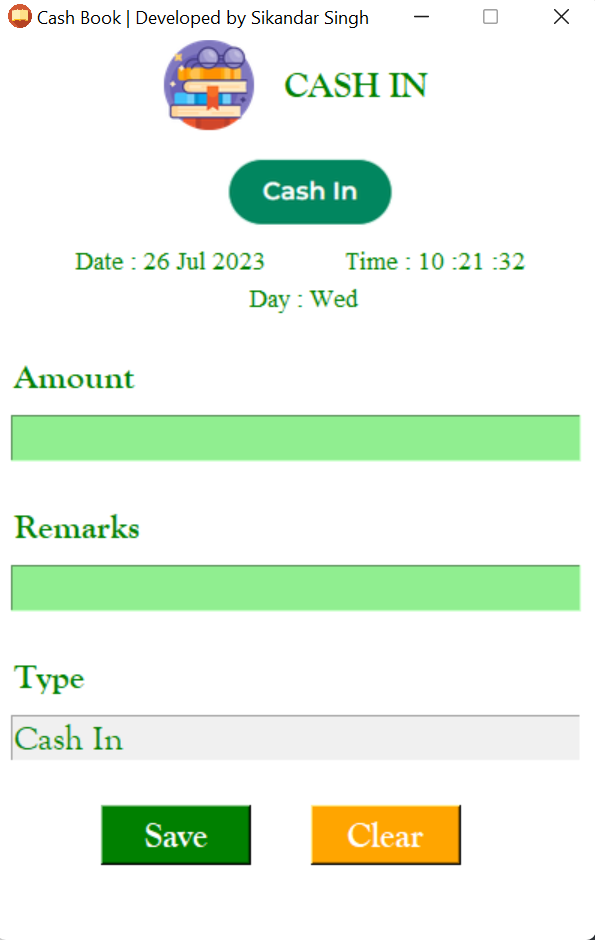 Cash Book | Developed by Sikandar Singh
CASH IN
Cash In
Date : 26 Jul 2023 Time : 10 :21 :32
Day : Wed
Amount
Remarks
Type
Cash In
Save Clear